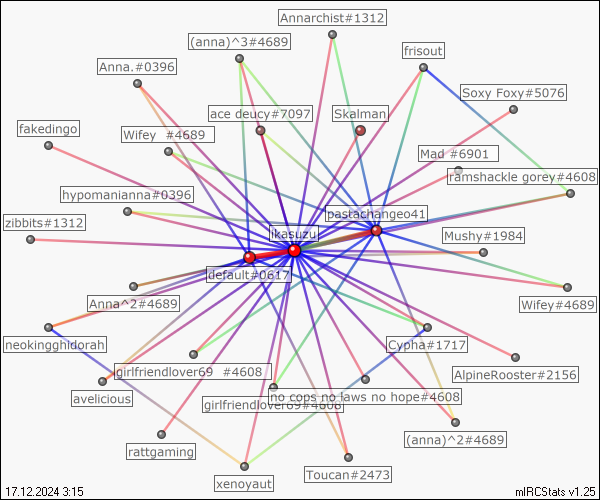 Annarchist#1312
(anna)^3#4689
frisout
Anna.#0396
Soxy Foxy#5076
ace deucy#7097
Skalman
fakedingo
Wifey #4689
Mad #6901
ramshackle gorey#4608
hypomanianna#0396
pastachangeo41
zibbits#1312
ikasuzu
Mushy#1984
default#0617
Anna^2#4689
Wifey#4689
neokingghidorah
Cypha#1717
girlfriendlover69 #4608
AlpineRooster#2156
avelicious
no cops no laws no hope#4608
girlfriendlover69#4608
(anna)^2#4689
rattgaming
Toucan#2473
xenoyaut
17.12.2024 3:15
mIRCStats v1.25